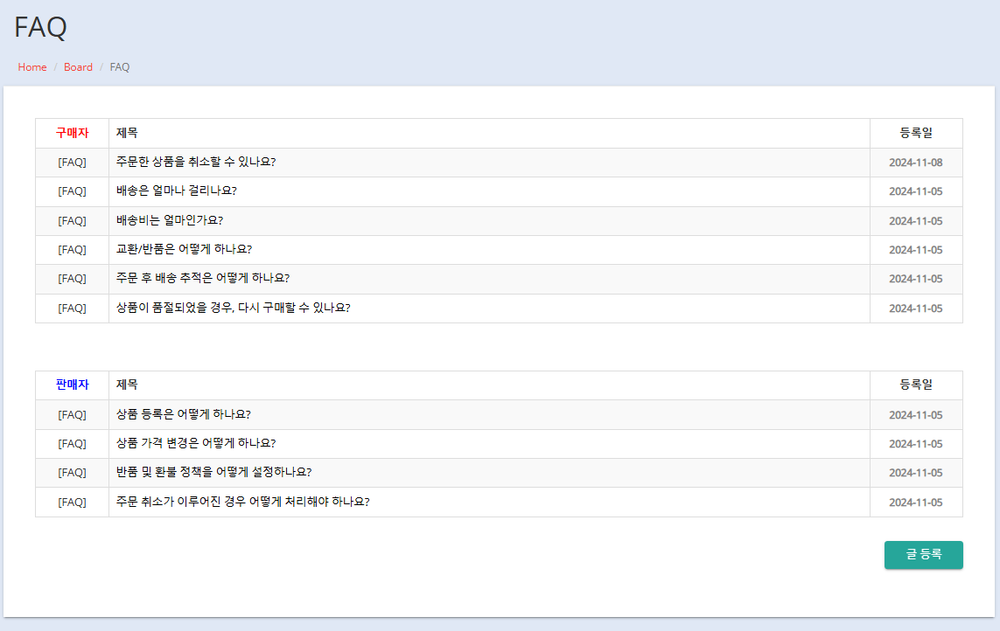 FAQ
Home / Board / FAQ
구매자 제목 등록일
[FAQ] 주문한 상품을 취소할 수 있나요? 2024-11-08
[FAQ] 배송은 얼마나 걸리나요? 2024-11-05
[FAQ] 배송비는 얼마인가요? 2024-11-05
[FAQ] 교환/반품은 어떻게 하나요? 2024-11-05
[FAQ] 주문 후 배송 추적은 어떻게 하나요? 2024-11-05
[FAQ] 상품이 품절되었을 경우, 다시 구매할 수 있나요? 2024-11-05
판매자 제목 등록일
[FAQ] 상품 등록은 어떻게 하나요? 2024-11-05
[FAQ] 상품 가격 변경은 어떻게 하나요? 2024-11-05
[FAQ] 반품 및 환불 정책을 어떻게 설정하나요? 2024-11-05
[FAQ] 주문 취소가 이루어진 경우 어떻게 처리해야 하나요? 2024-11-05
글 등록